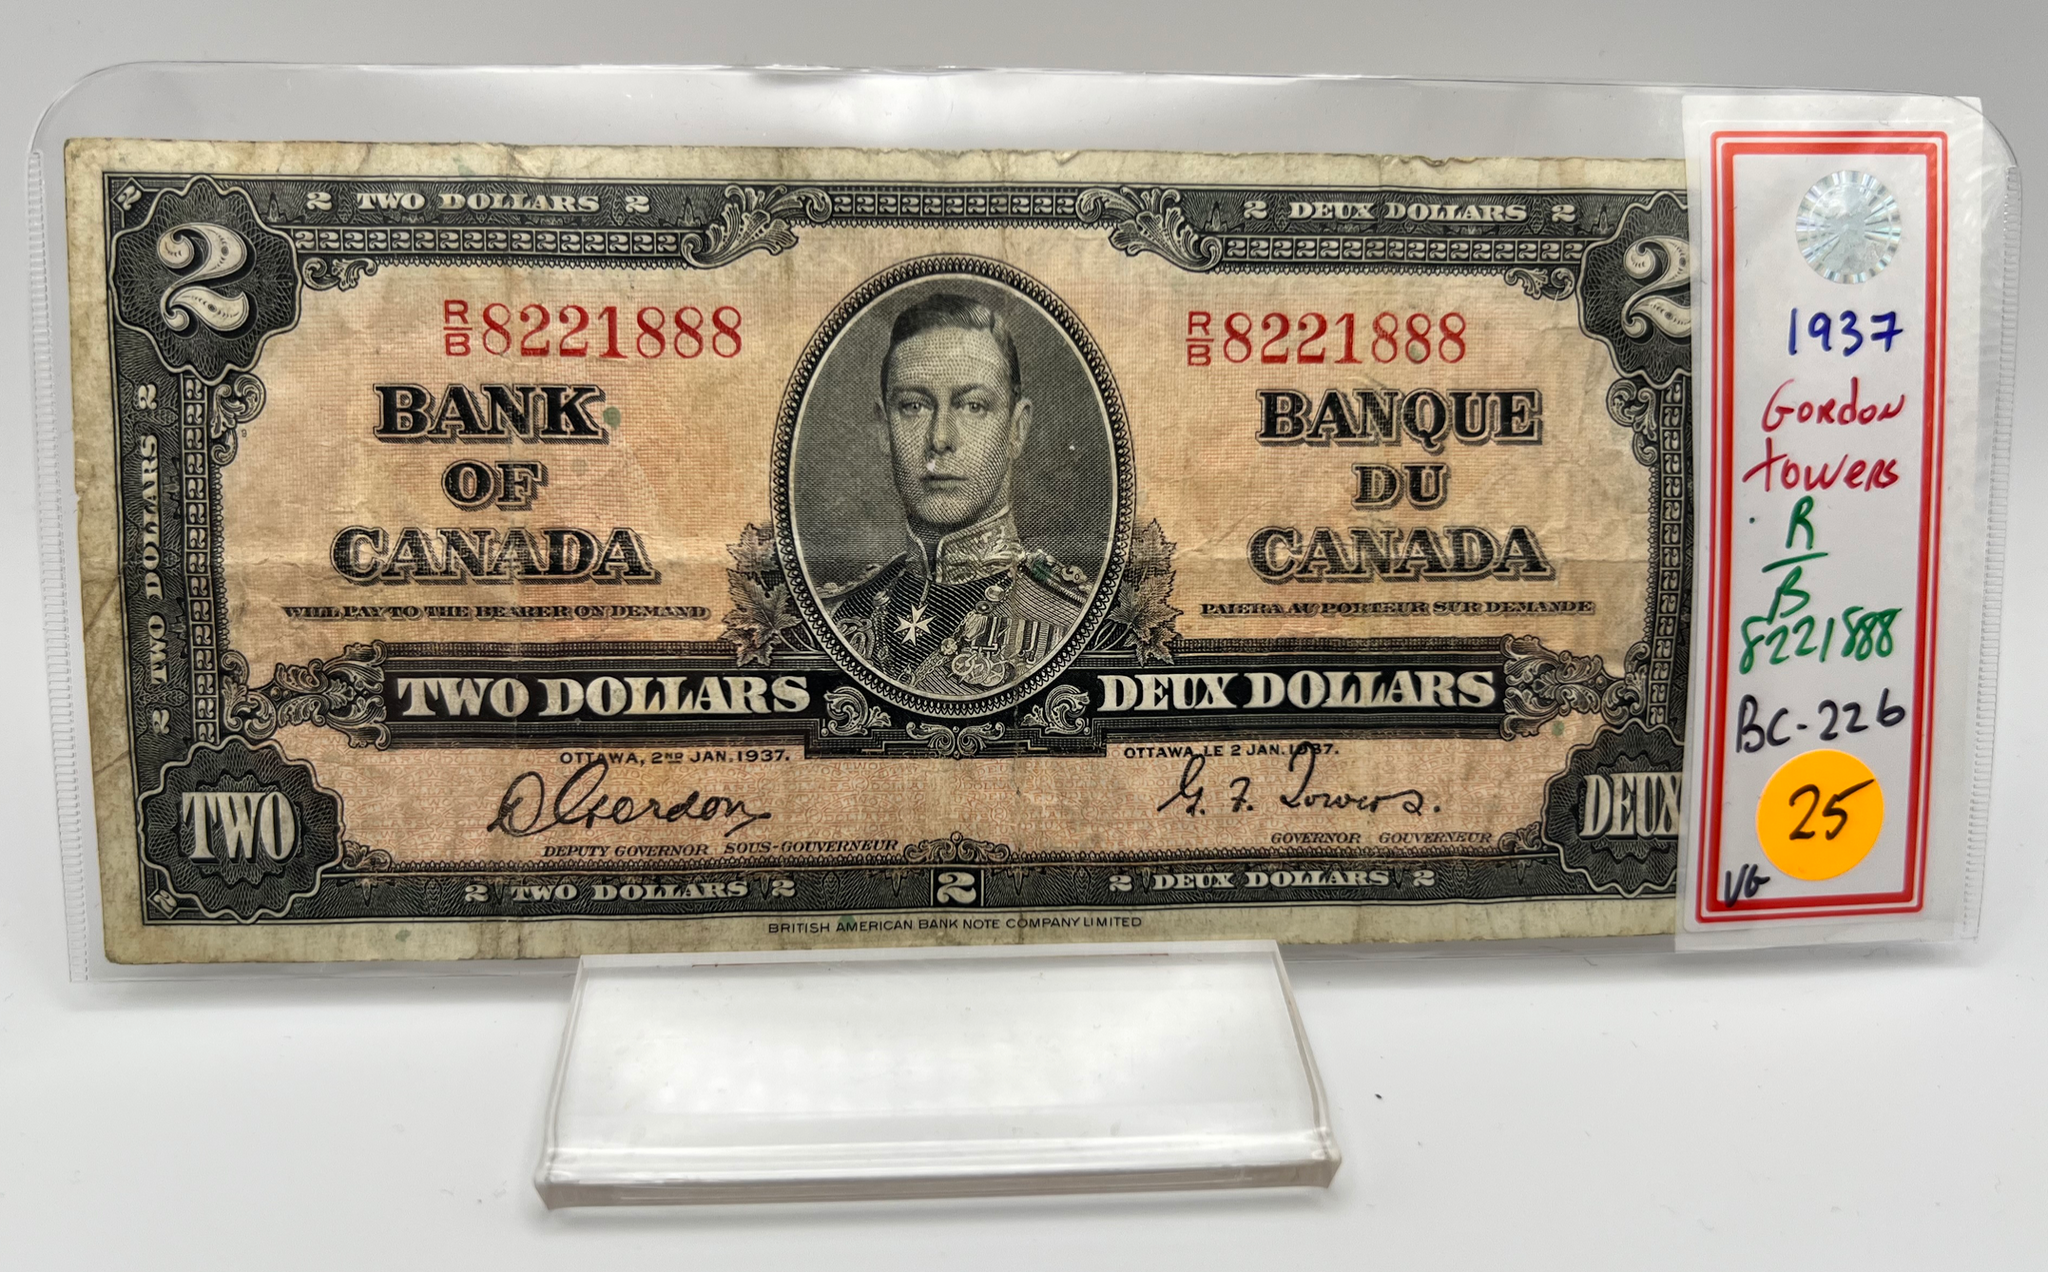 2 TWO DOLLARS 2
2222222222222
2 DEUX DOLLARS 2
2
2
R/B 8221888
R/B 8221888
BANK
OF
CANADA
BANQUE
DU
CANADA
WILL PAY TO THE BEARER ON DEMAND
PAIERA AU PORTEUR SUR DEMANDE
2 TWO DOLLARS 2
TWO DOLLARS
DEUX DOLLARS
OTTAWA, 2ND JAN. 1937.
OTTAWA, LE 2 JAN. 1937.
D Gordon
G. F. Towers.
DEPUTY GOVERNOR SOUS-GOUVERNEUR
GOVERNOR GOUVERNEUR
TWO
DEUX
2 TWO DOLLARS 2
2
2 DEUX DOLLARS 2
BRITISH AMERICAN BANK NOTE COMPANY LIMITED
1937
Gordon
towers
R
B
8221888
BC-22b
25
VG